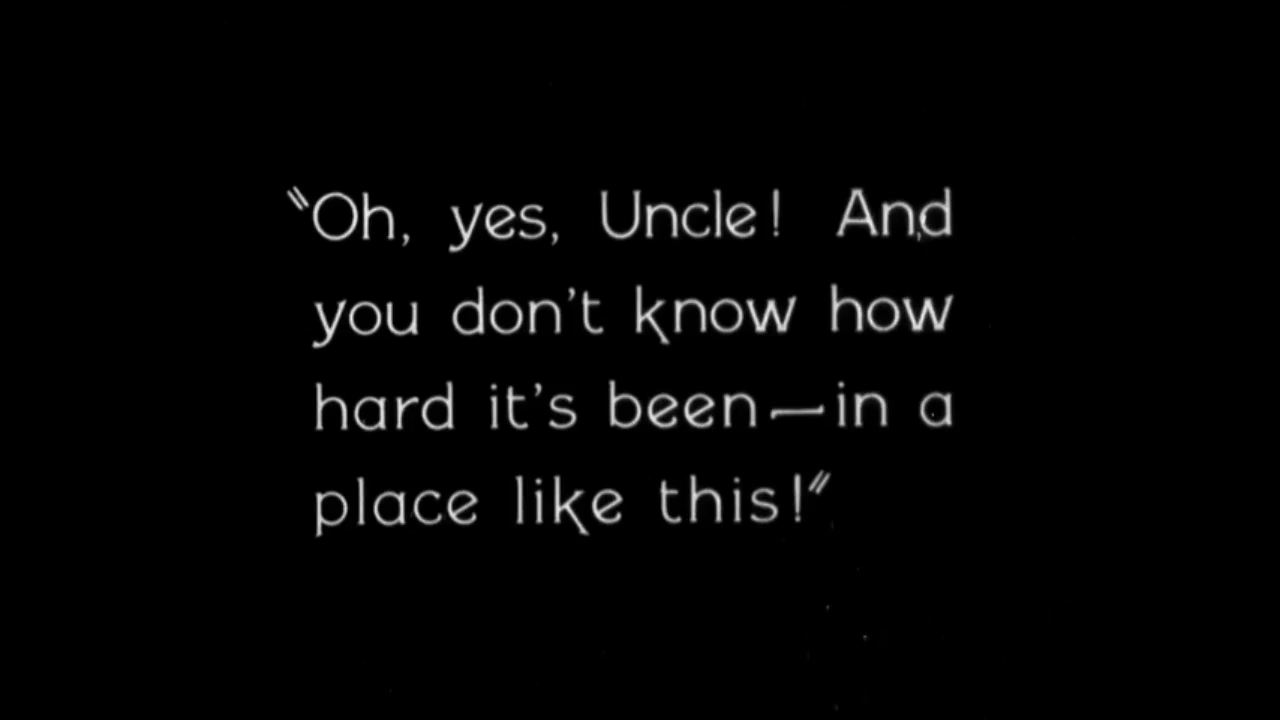 "Oh, yes, Uncle! And
you don't know how
hard it's been—in a
place like this!"